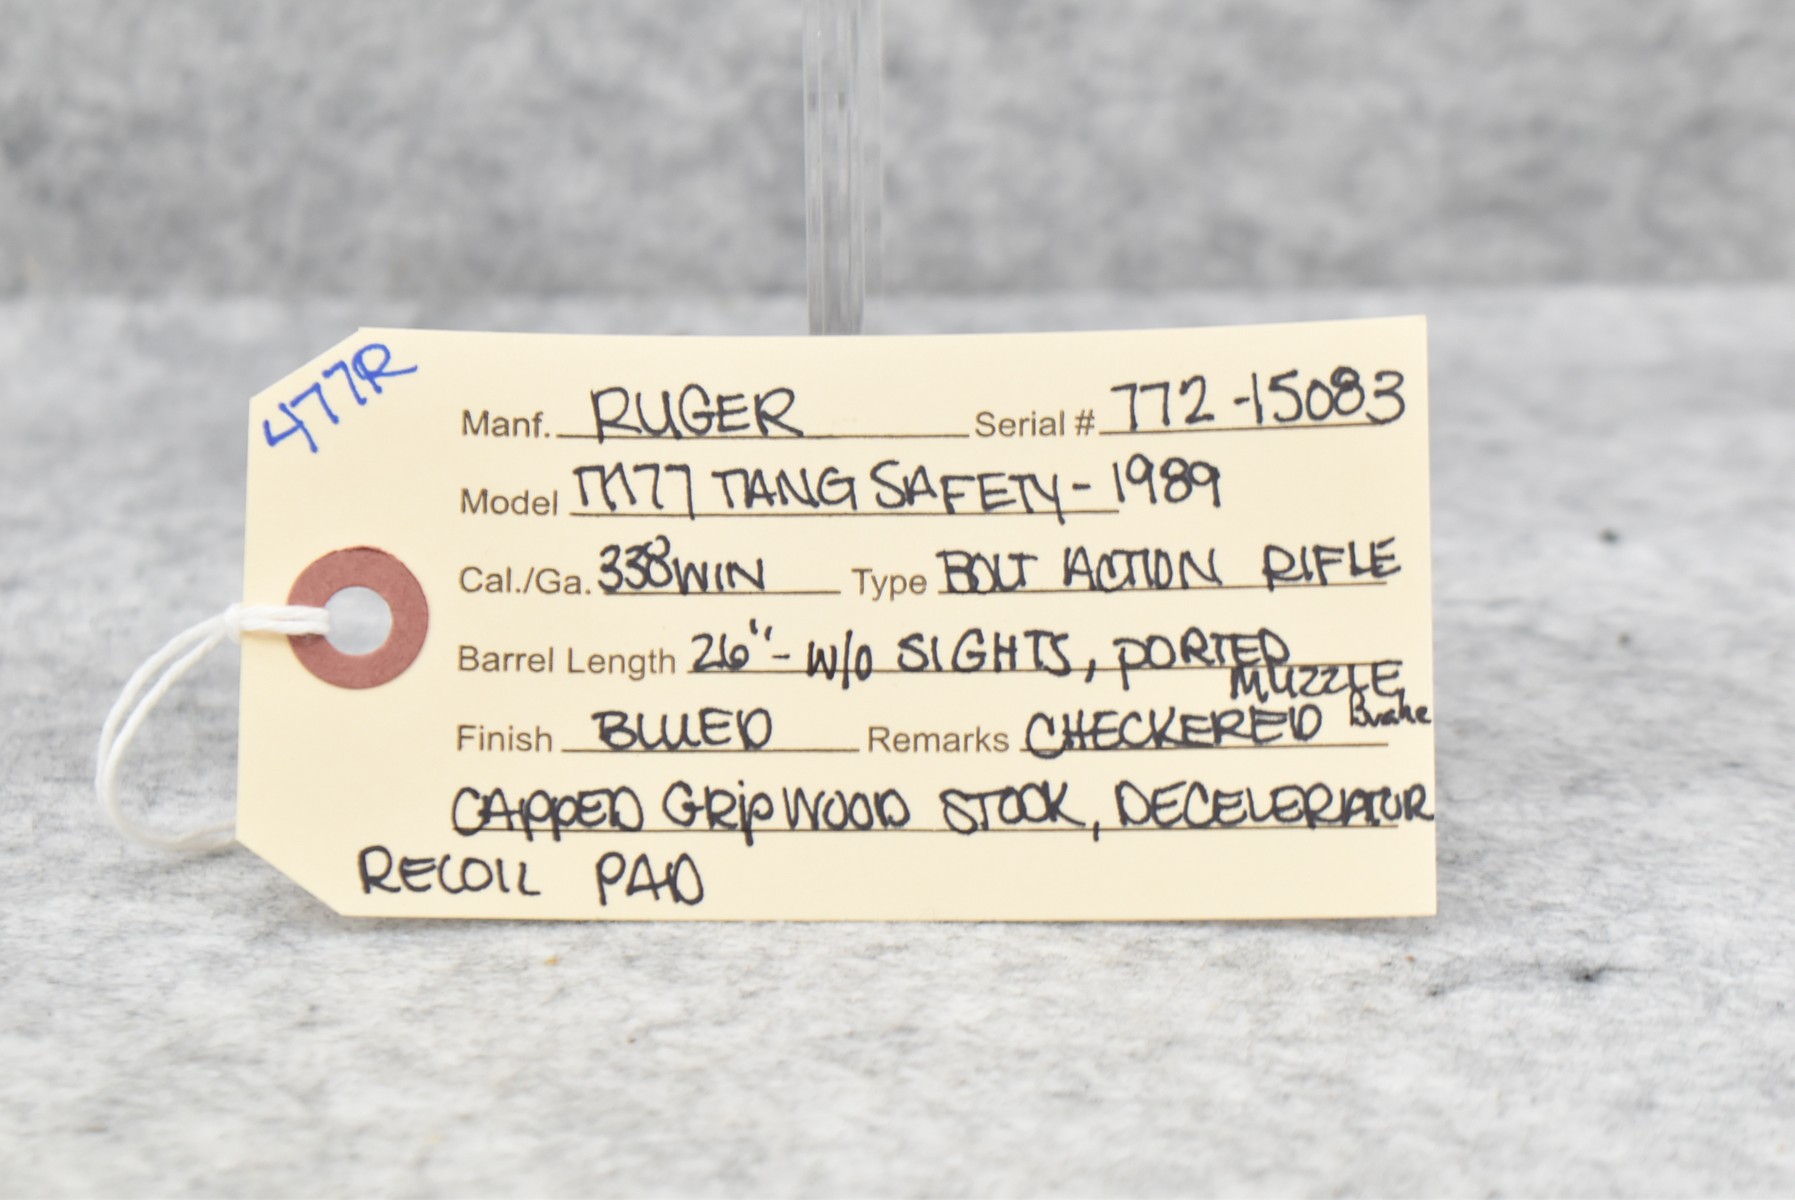 477R
Manf. RUGER Serial # 772-15083
Model M77 TANG SAFETY - 1989
Cal./Ga. 338 WIN Type BOLT ACTION RIFLE
Barrel Length 26" - W/O SIGHTS, PORTED
MUZZLE
Brake
Finish BLUED Remarks CHECKERED
CAPPED GRIP WOOD STOCK, DECELERATOR
RECOIL PAD